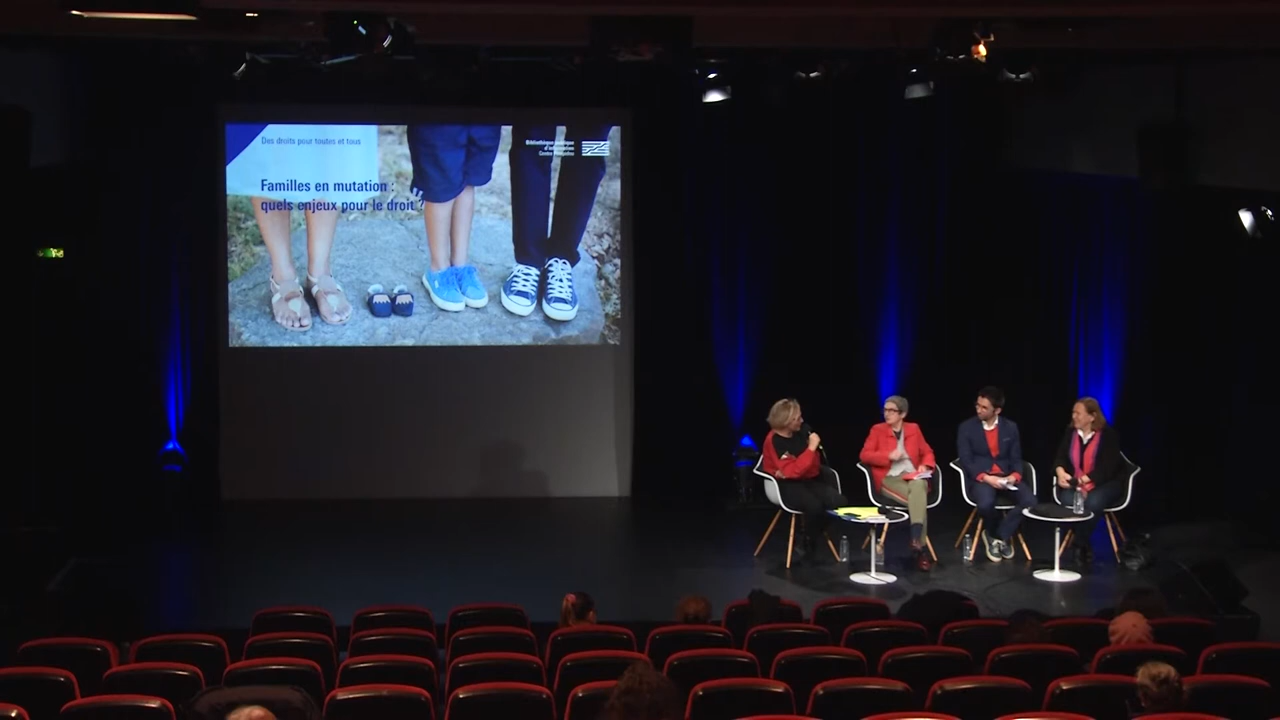 Des droits pour toutes et tous
Bibliothèque publique
d'information
Centre Pompidou
Familles en mutation :
quels enjeux pour le droit ?